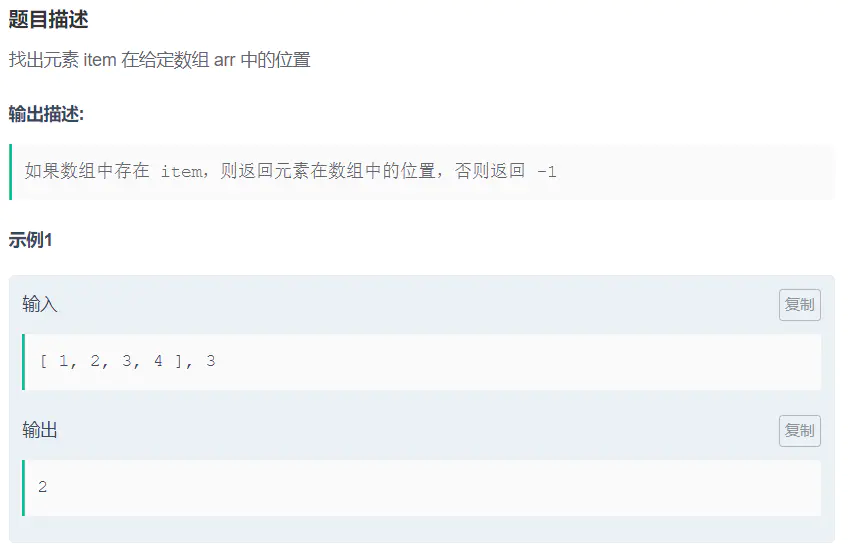 题目描述
找出元素 item 在给定数组 arr 中的位置
输出描述:
如果数组中存在 item，则返回元素在数组中的位置，否则返回 -1
示例1
输入
复制
[ 1, 2, 3, 4 ], 3
输出
复制
2